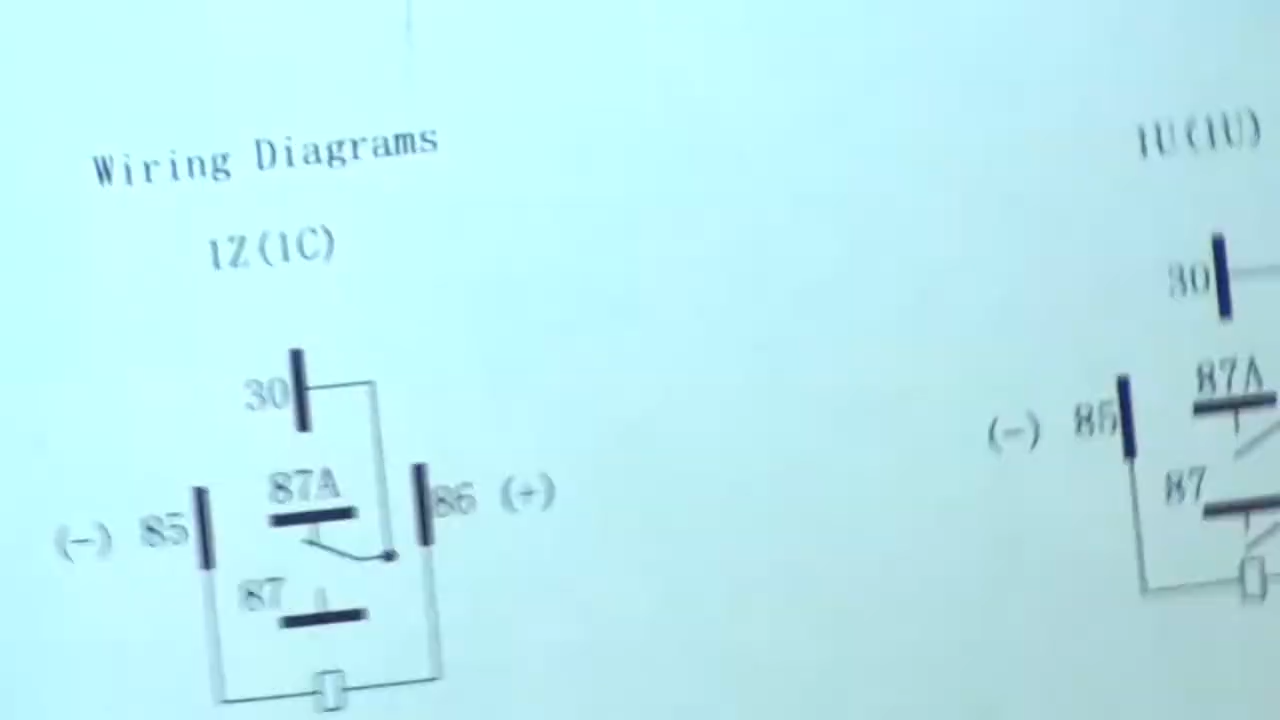 Wiring Diagrams
1Z(1C)
30
87A
(-) 85
86 (+)
87
1U(1U)
30
87A
(-) 85
87